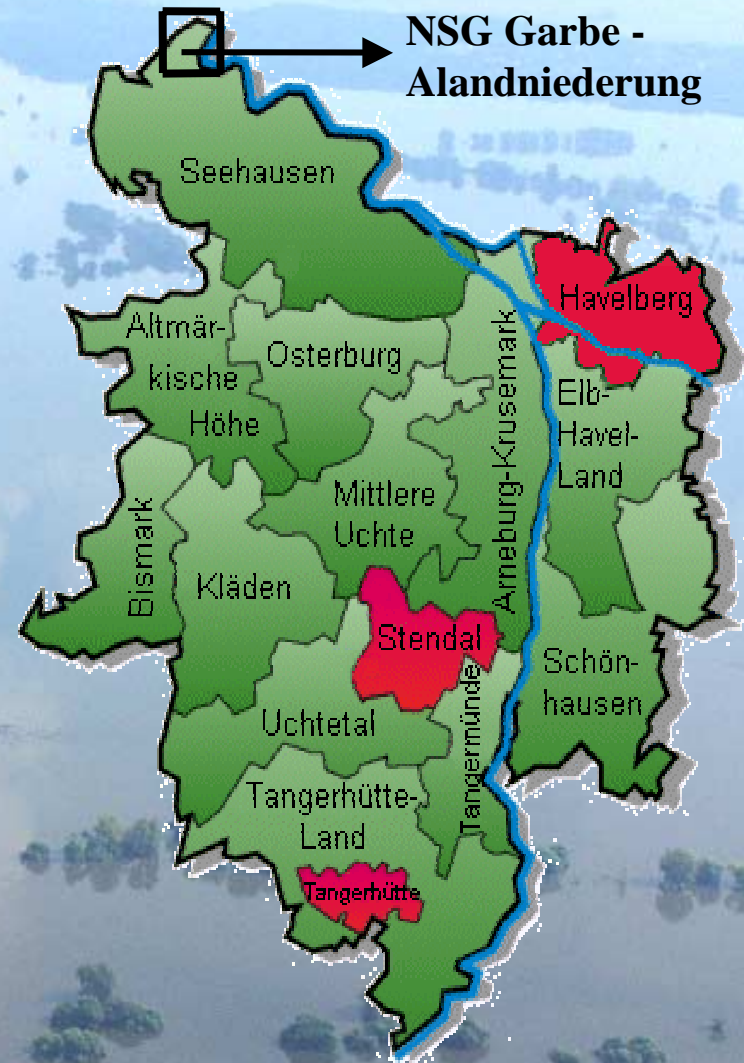 NSG Garbe -
Alandniederung
Seehausen
Havelberg
Altmär-
kische
Höhe
Osterburg
Arneburg-Krusemark
Elb-
Havel-
Land
Mittlere
Uchte
Bismark
Kläden
Stendal
Schön-
hausen
Uchtetal
Tangermünde
Tangerhütte-
Land
Tangerhütte